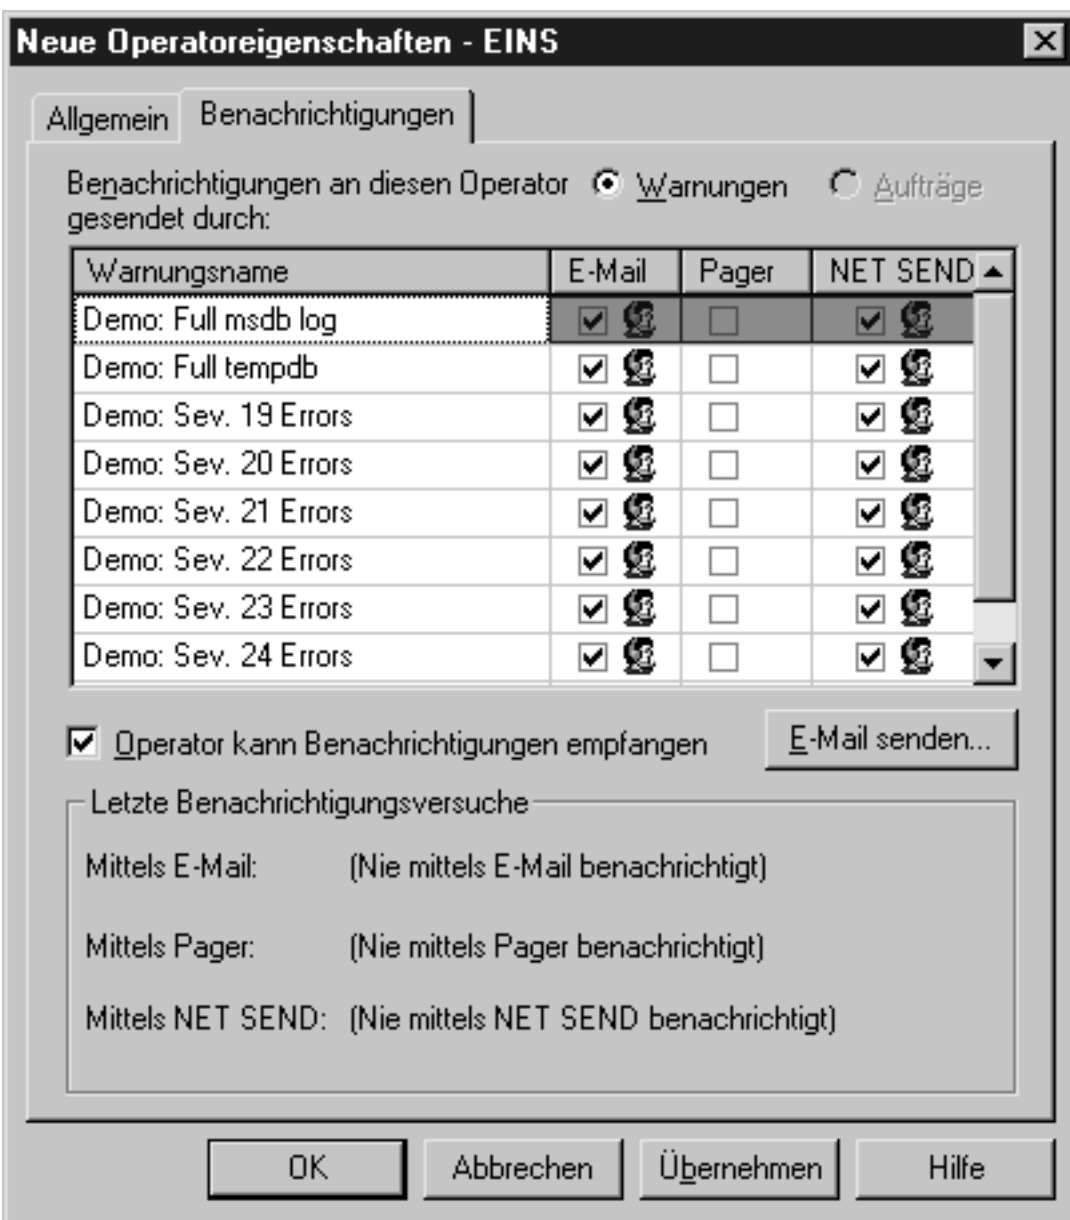 Neue Operatoreigenschaften - EINS
Allgemein Benachrichtigungen
Benachrichtigungen an diesen Operator Warnungen Aufträge
gesendet durch:
Warnungsname E-Mail Pager NET SEND
Demo: Full msdb log
Demo: Full tempdb
Demo: Sev. 19 Errors
Demo: Sev. 20 Errors
Demo: Sev. 21 Errors
Demo: Sev. 22 Errors
Demo: Sev. 23 Errors
Demo: Sev. 24 Errors
Operator kann Benachrichtigungen empfangen E-Mail senden...
Letzte Benachrichtigungsversuche
Mittels E-Mail: (Nie mittels E-Mail benachrichtigt)
Mittels Pager: (Nie mittels Pager benachrichtigt)
Mittels NET SEND: (Nie mittels NET SEND benachrichtigt)
OK Abbrechen Übernehmen Hilfe